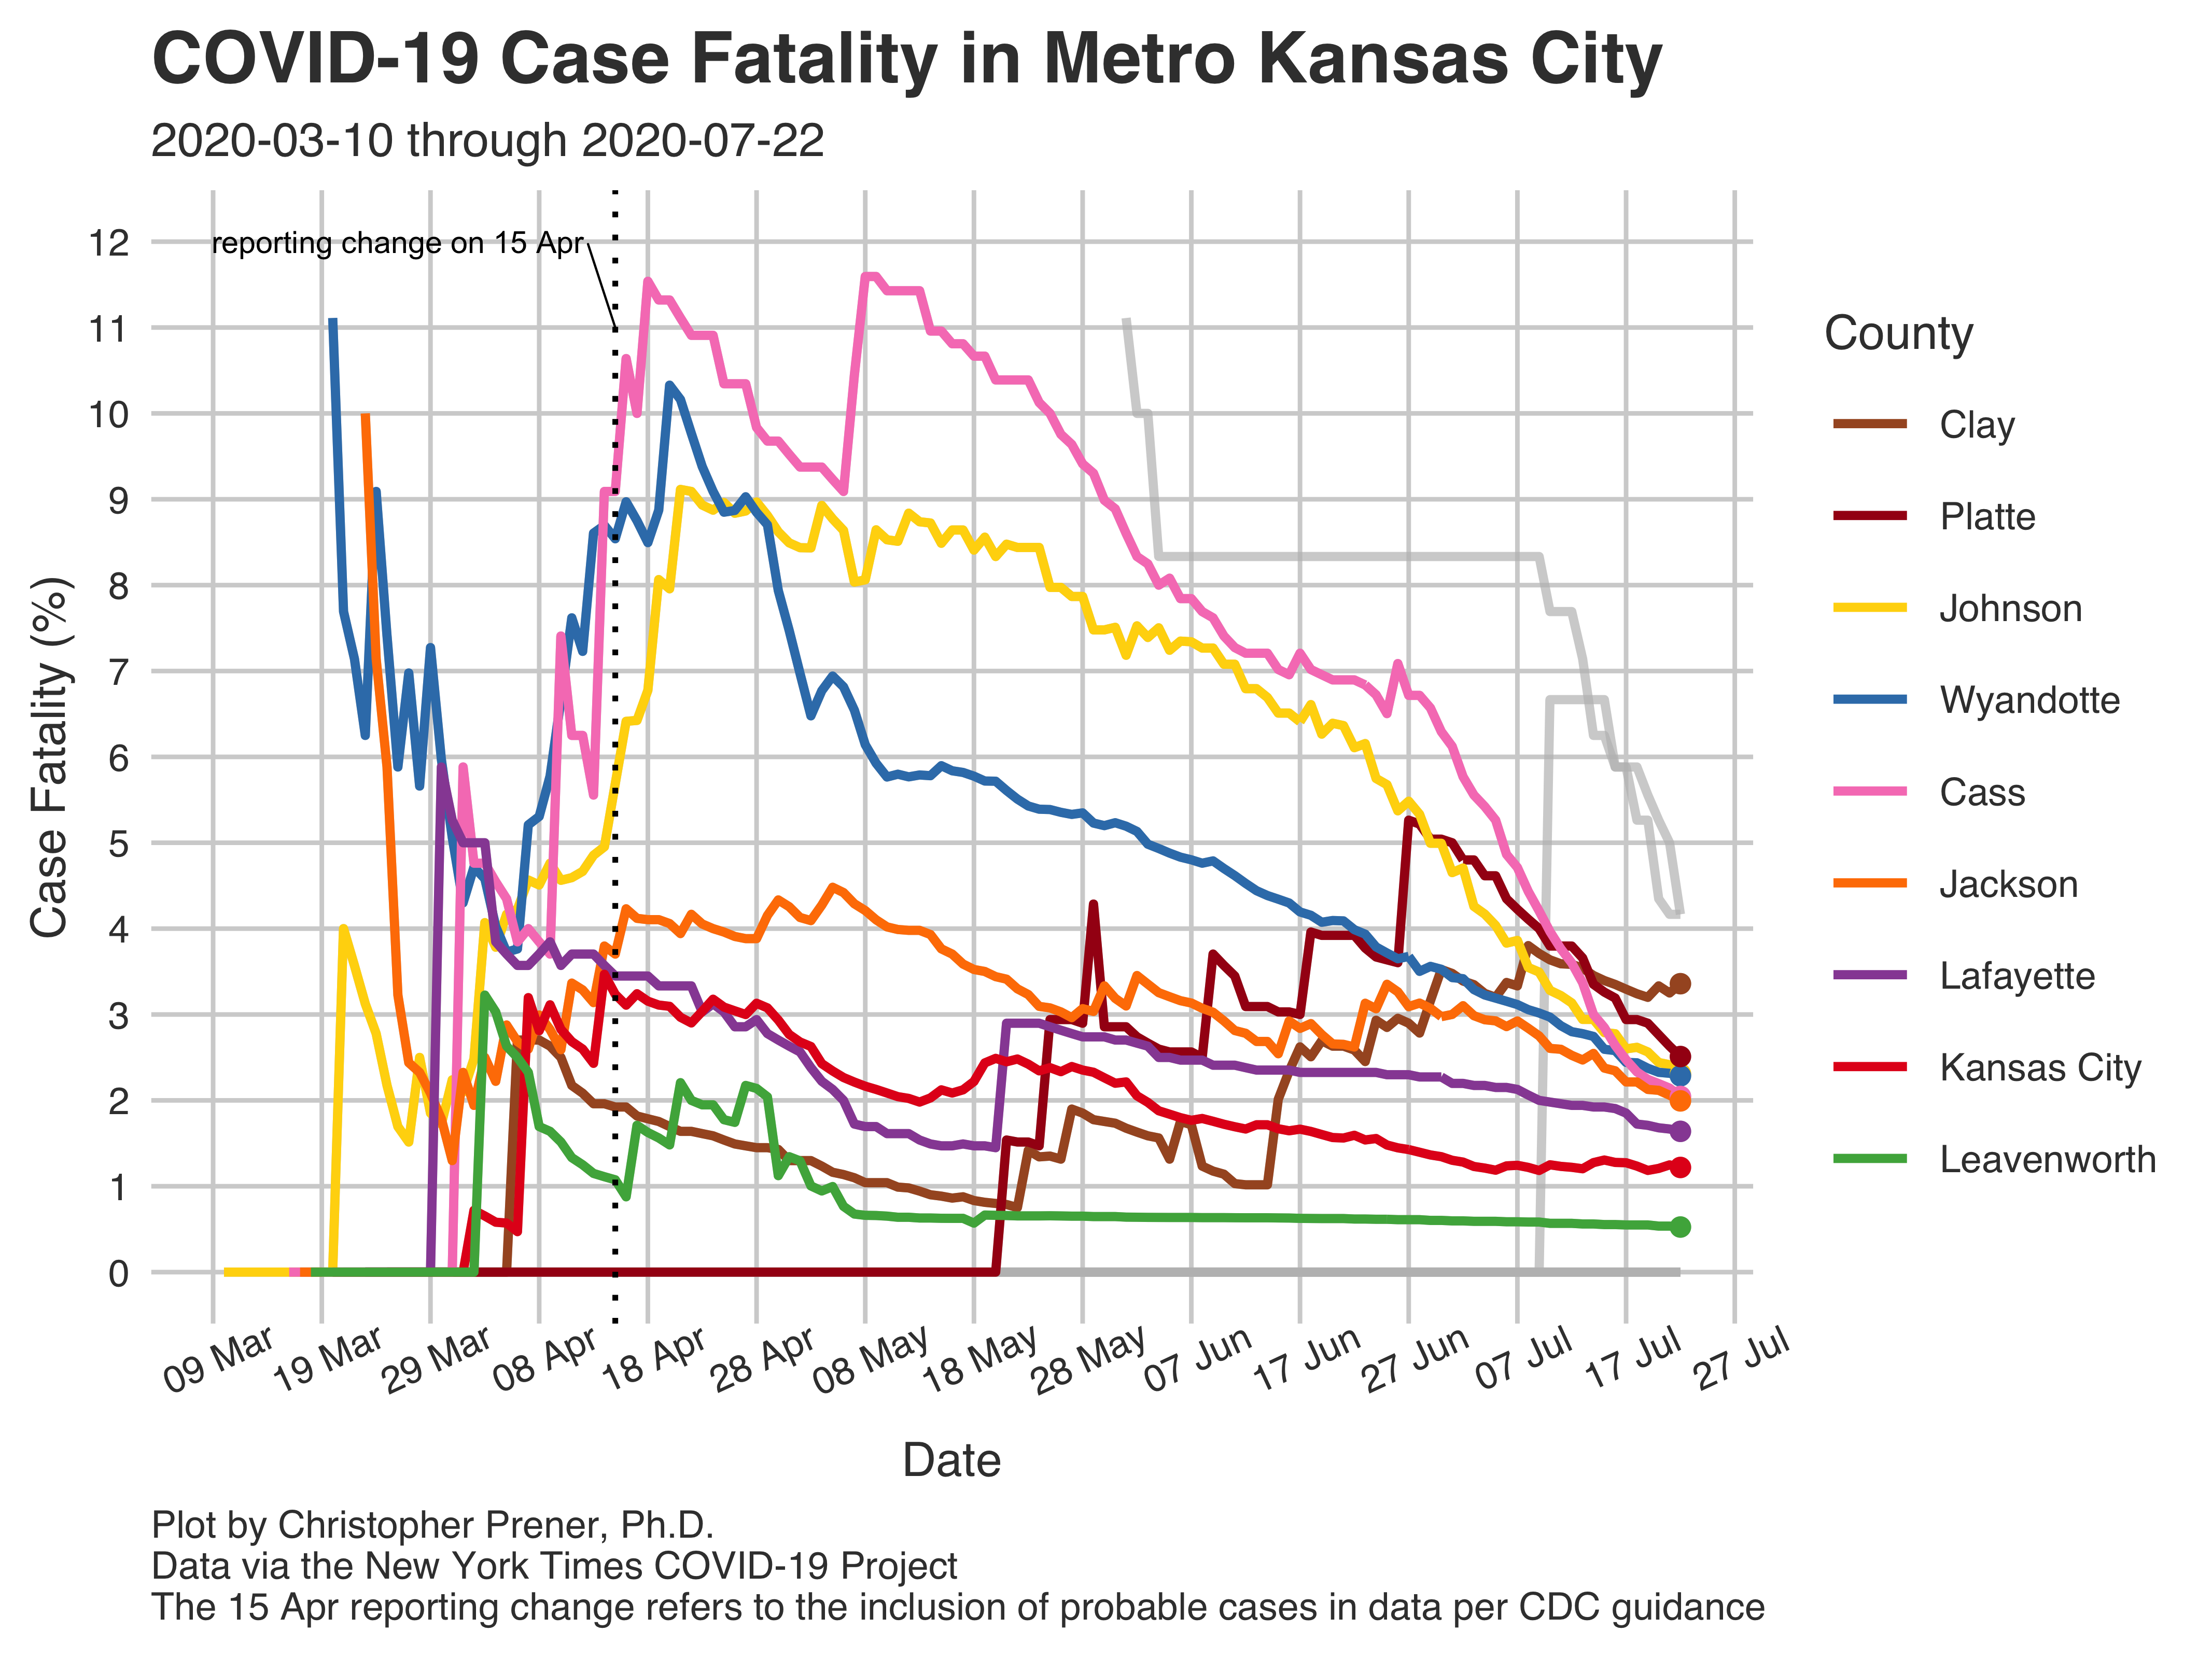 COVID-19 Case Fatality in Metro Kansas City
2020-03-10 through 2020-07-22
reporting change on 15 Apr
12
11
10
9
8
7
6
5
4
3
2
1
0
Case Fatality (%)
09 Mar
19 Mar
29 Mar
08 Apr
18 Apr
28 Apr
08 May
18 May
28 May
07 Jun
17 Jun
27 Jun
07 Jul
17 Jul
27 Jul
Date
County
Clay
Platte
Johnson
Wyandotte
Cass
Jackson
Lafayette
Kansas City
Leavenworth
Plot by Christopher Prener, Ph.D.
Data via the New York Times COVID-19 Project
The 15 Apr reporting change refers to the inclusion of probable cases in data per CDC guidance